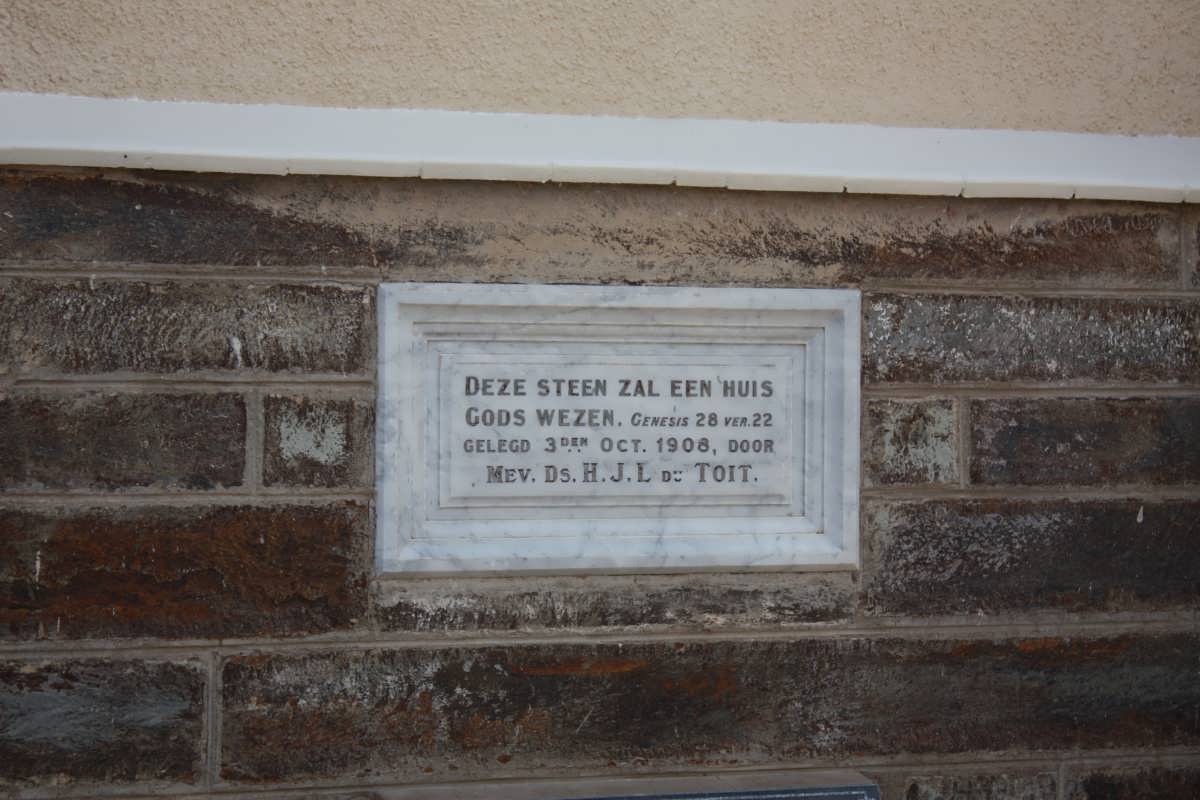 DEZE STEEN ZAL EEN HUIS
GODS WEZEN. GENESIS 28 VER.22
GELEGD 3DEN OCT. 1908, DOOR
MEV. DS. H.J.L DU TOIT.